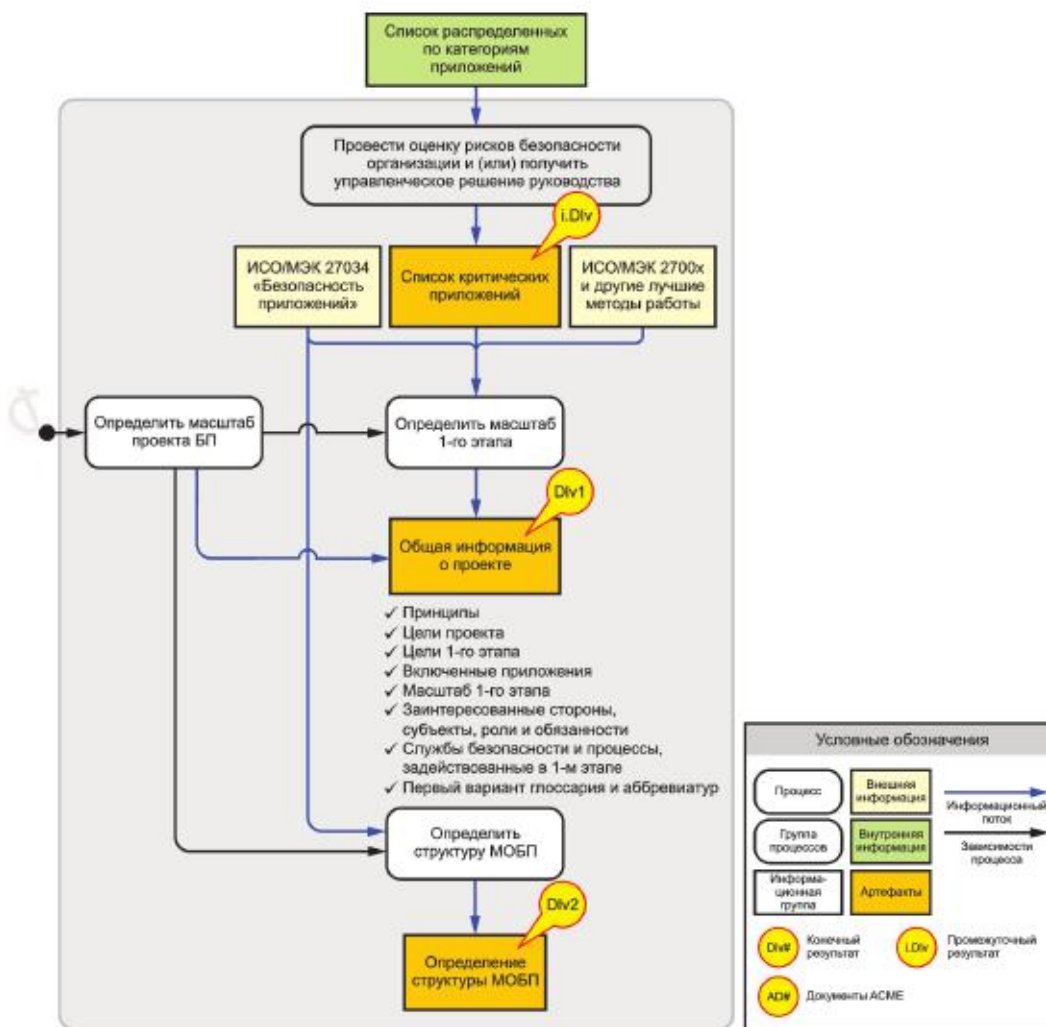 Список распределенных
по категориям
приложений
Провести оценку рисков безопасности
организации и (или) получить
управленческое решение руководства
i.Dlv
ИСО/МЭК 27034
«Безопасность
приложений»
Список критических
приложений
ИСО/МЭК 2700x
и другие лучшие
методы работы
Определить масштаб
проекта БП
Определить масштаб
1-го этапа
Dlv1
Общая информация
о проекте
✓ Принципы
✓ Цели проекта
✓ Цели 1-го этапа
✓ Включенные приложения
✓ Масштаб 1-го этапа
✓ Заинтересованные стороны,
субъекты, роли и обязанности
✓ Службы безопасности и процессы,
задействованные в 1-м этапе
✓ Первый вариант глоссария и аббревиатур
Определить
структуру МОБП
Dlv2
Определение
структуры МОБП
Условные обозначения
Процесс
Внешняя
информация
Информационный
поток
Группа
процессов
Внутренняя
информация
Зависимости
процесса
Информа-
ционная
группа
Артефакты
Dlv#
Конечный
результат
i.Dlv
Промежуточный
результат
AD#
Документы ACME